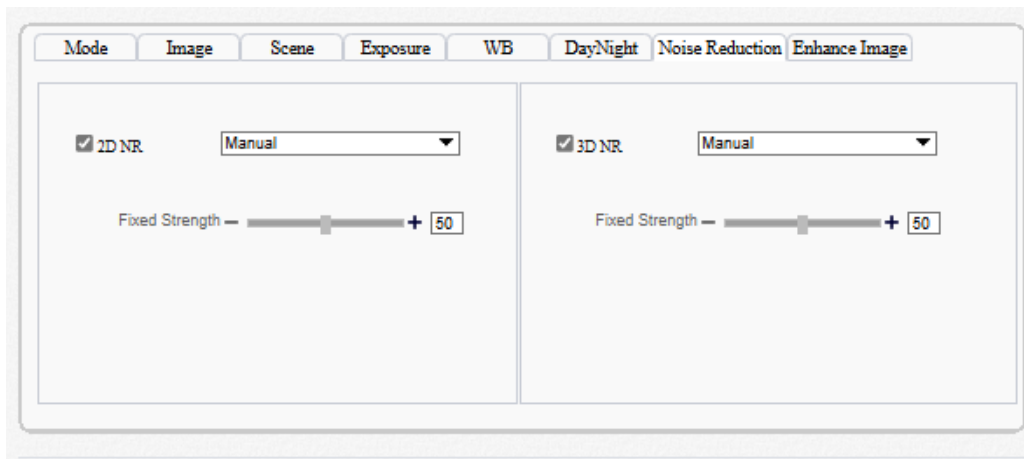 Mode Image Scene Exposure WB DayNight Noise Reduction Enhance Image
2D NR Manual
Fixed Strength 50
3D NR Manual
Fixed Strength 50